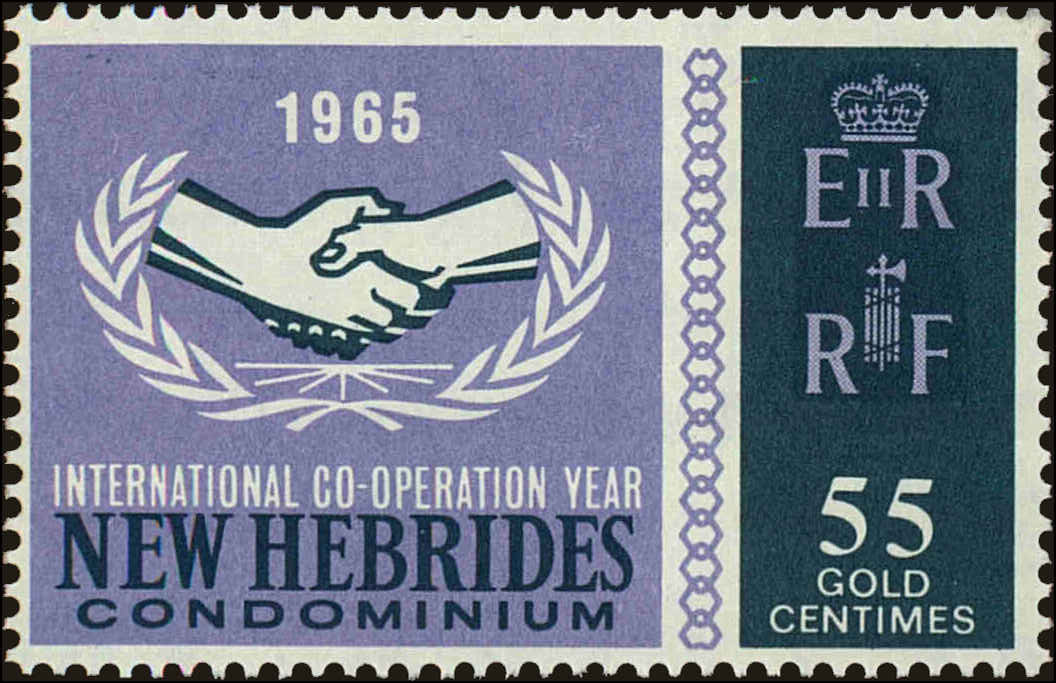 1965
INTERNATIONAL CO-OPERATION YEAR
NEW HEBRIDES
CONDOMINIUM
E II R
R F
55
GOLD
CENTIMES